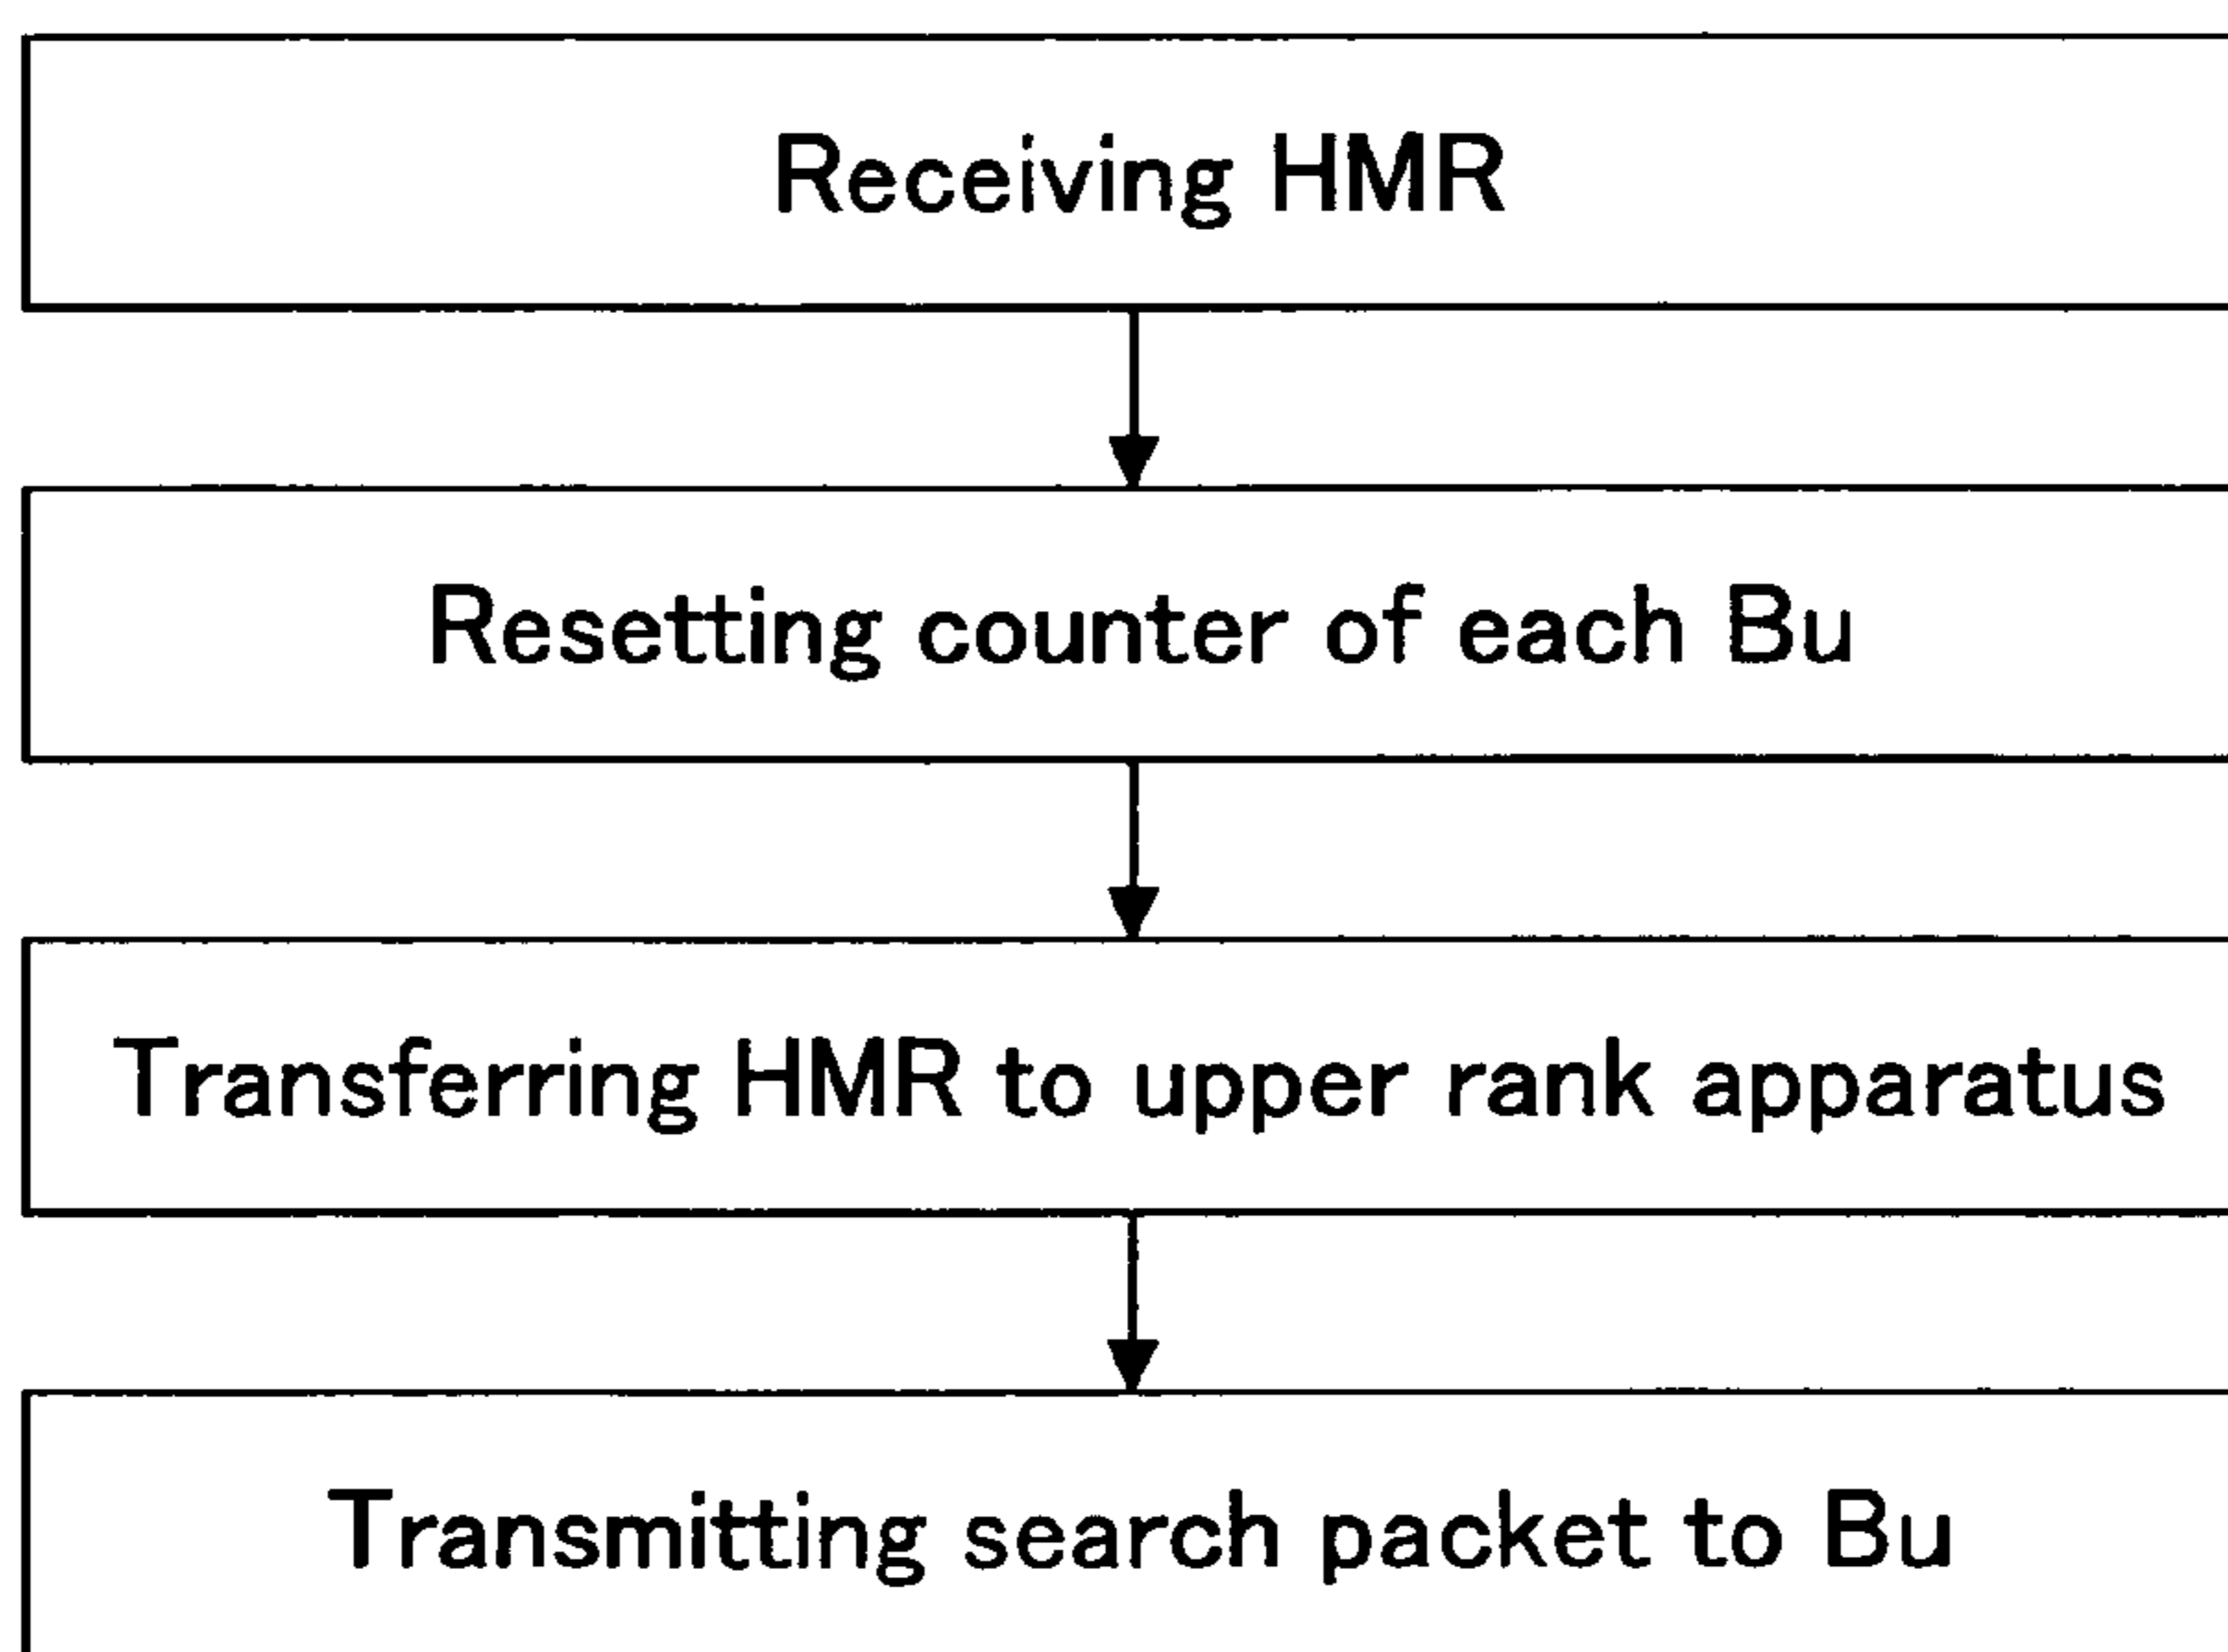 Receiving HMR
Resetting counter of each Bu
Transferring HMR to upper rank apparatus
Transmitting search packet to Bu